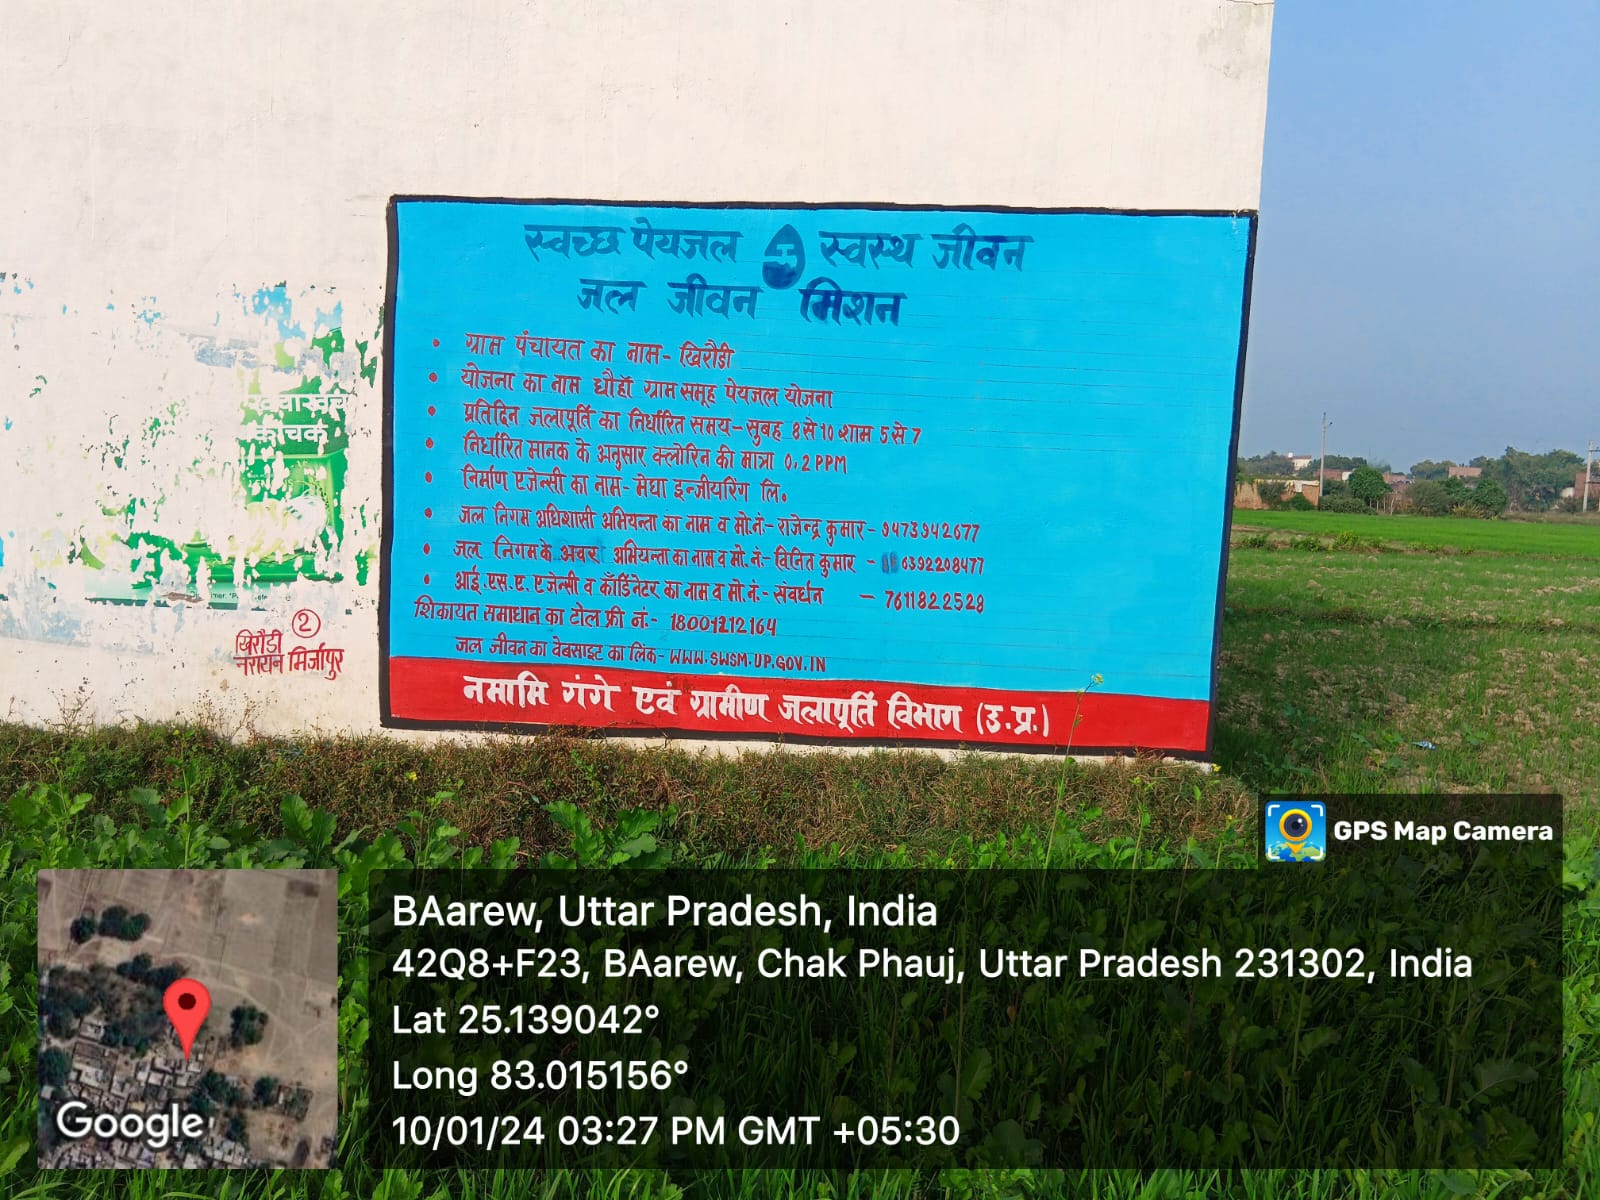 स्वच्छ पेयजल स्वस्थ जीवन
जल जीवन मिशन
• ग्राम पंचायत का नाम- खिरौडी
• योजना का नाम धौहाँ ग्राम समूह पेयजल योजना
• प्रतिदिन जलापूर्ति का निर्धारित समय- सुबह 8 से 10 शाम 5 से 7
• निर्धारित मानक के अनुसार क्लोरिन की मात्रा 0.2 PPM
• निर्माण एजेन्सी का नाम- मेघा इन्जीयरिंग लि.
• जल निगम अधिशासी अभियन्ता का नाम व मो.नं- राजेन्द्र कुमार- 9473942677
• जल निगम के अवर अभियन्ता का नाम व मो. नं- विनित कुमार - 6392208477
• आई.एस.ए. एजेन्सी व कॉर्डिनेटर का नाम व मो.नं.- संवर्धन - 7611822528
शिकायत समाधान का टोल फ्री नं.- 18001212164
जल जीवन का वेबसाइट का लिंक- WWW.SWSM.UP.GOV.IN
नमामि गंगे एवं ग्रामीण जलापूर्ति विभाग (उ.प्र.)
काचक
2
खिरौडी
नरायन मिर्जापुर
GPS Map Camera
BAarew, Uttar Pradesh, India
42Q8+F23, BAarew, Chak Phauj, Uttar Pradesh 231302, India
Lat 25.139042°
Long 83.015156°
10/01/24 03:27 PM GMT +05:30
Google